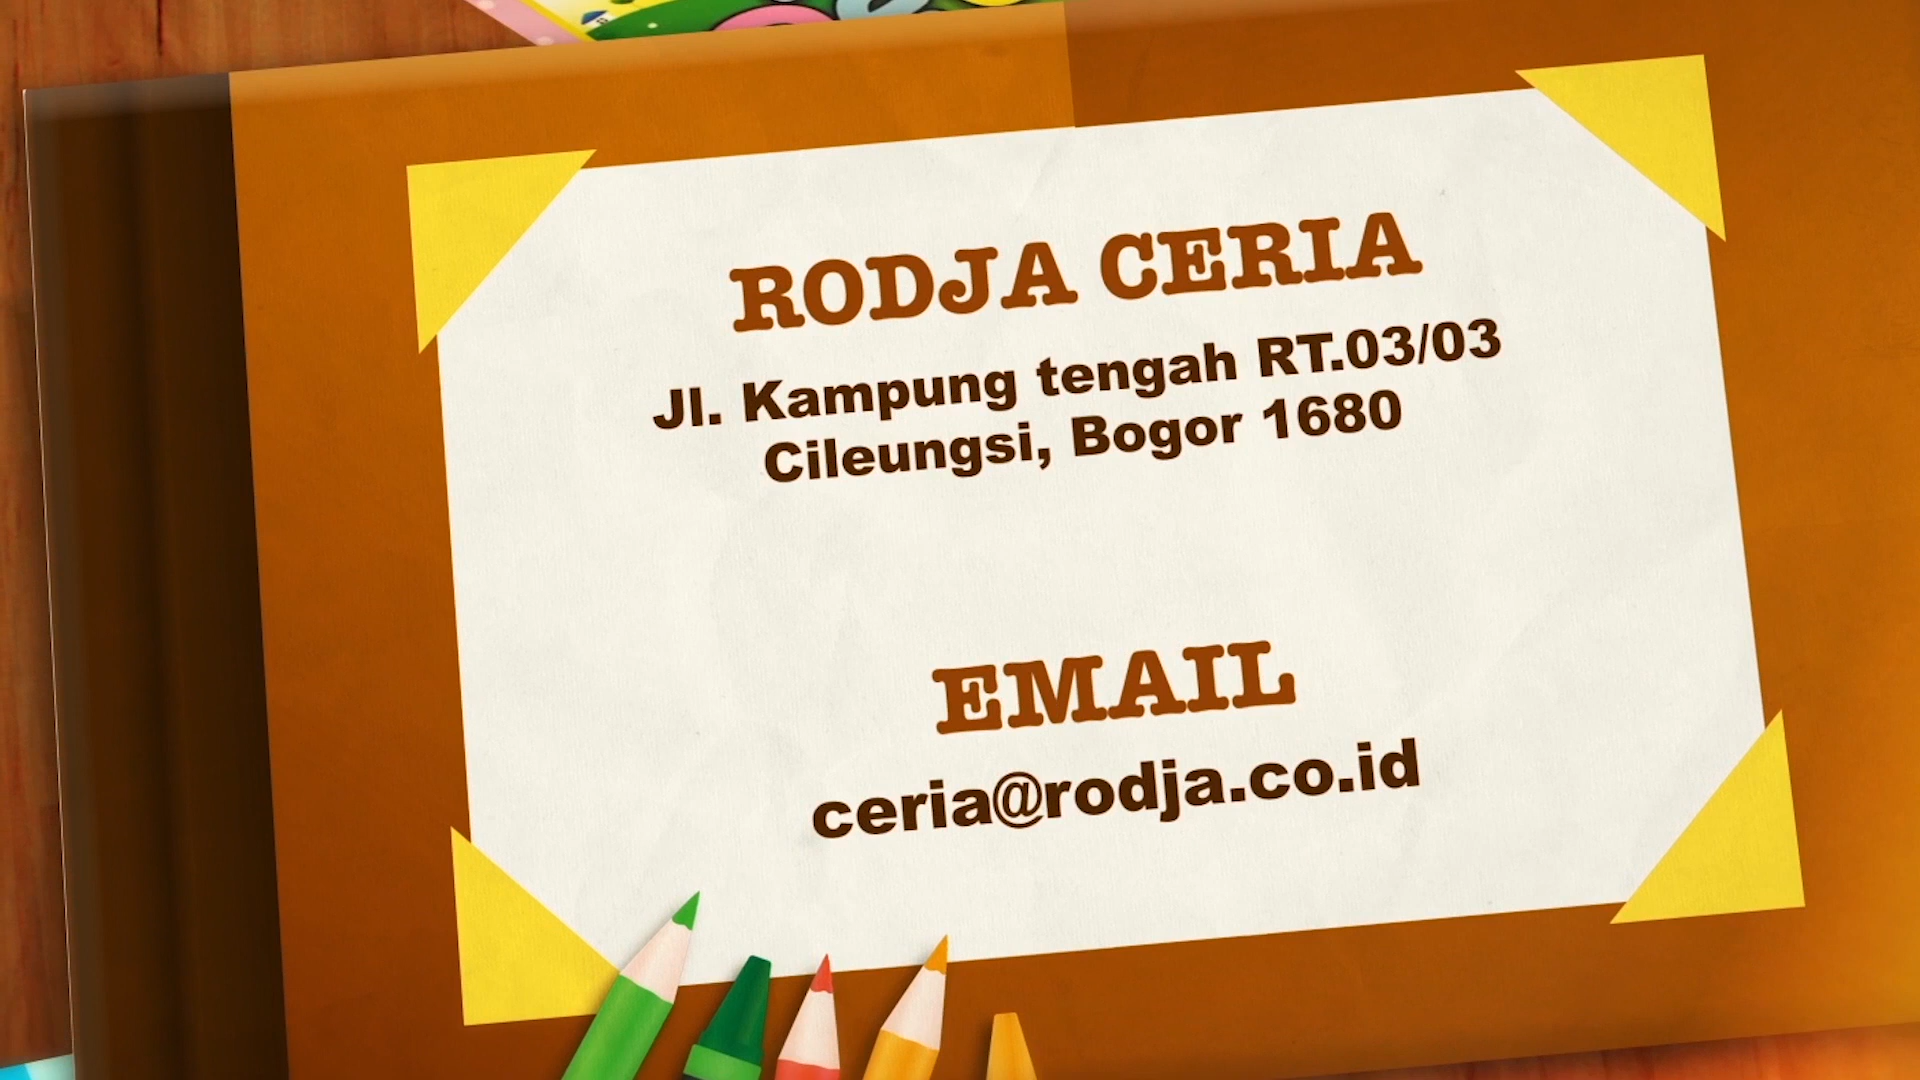 RODJA CERIA
Jl. Kampung tengah RT.03/03
Cileungsi, Bogor 1680
EMAIL
ceria@rodja.co.id